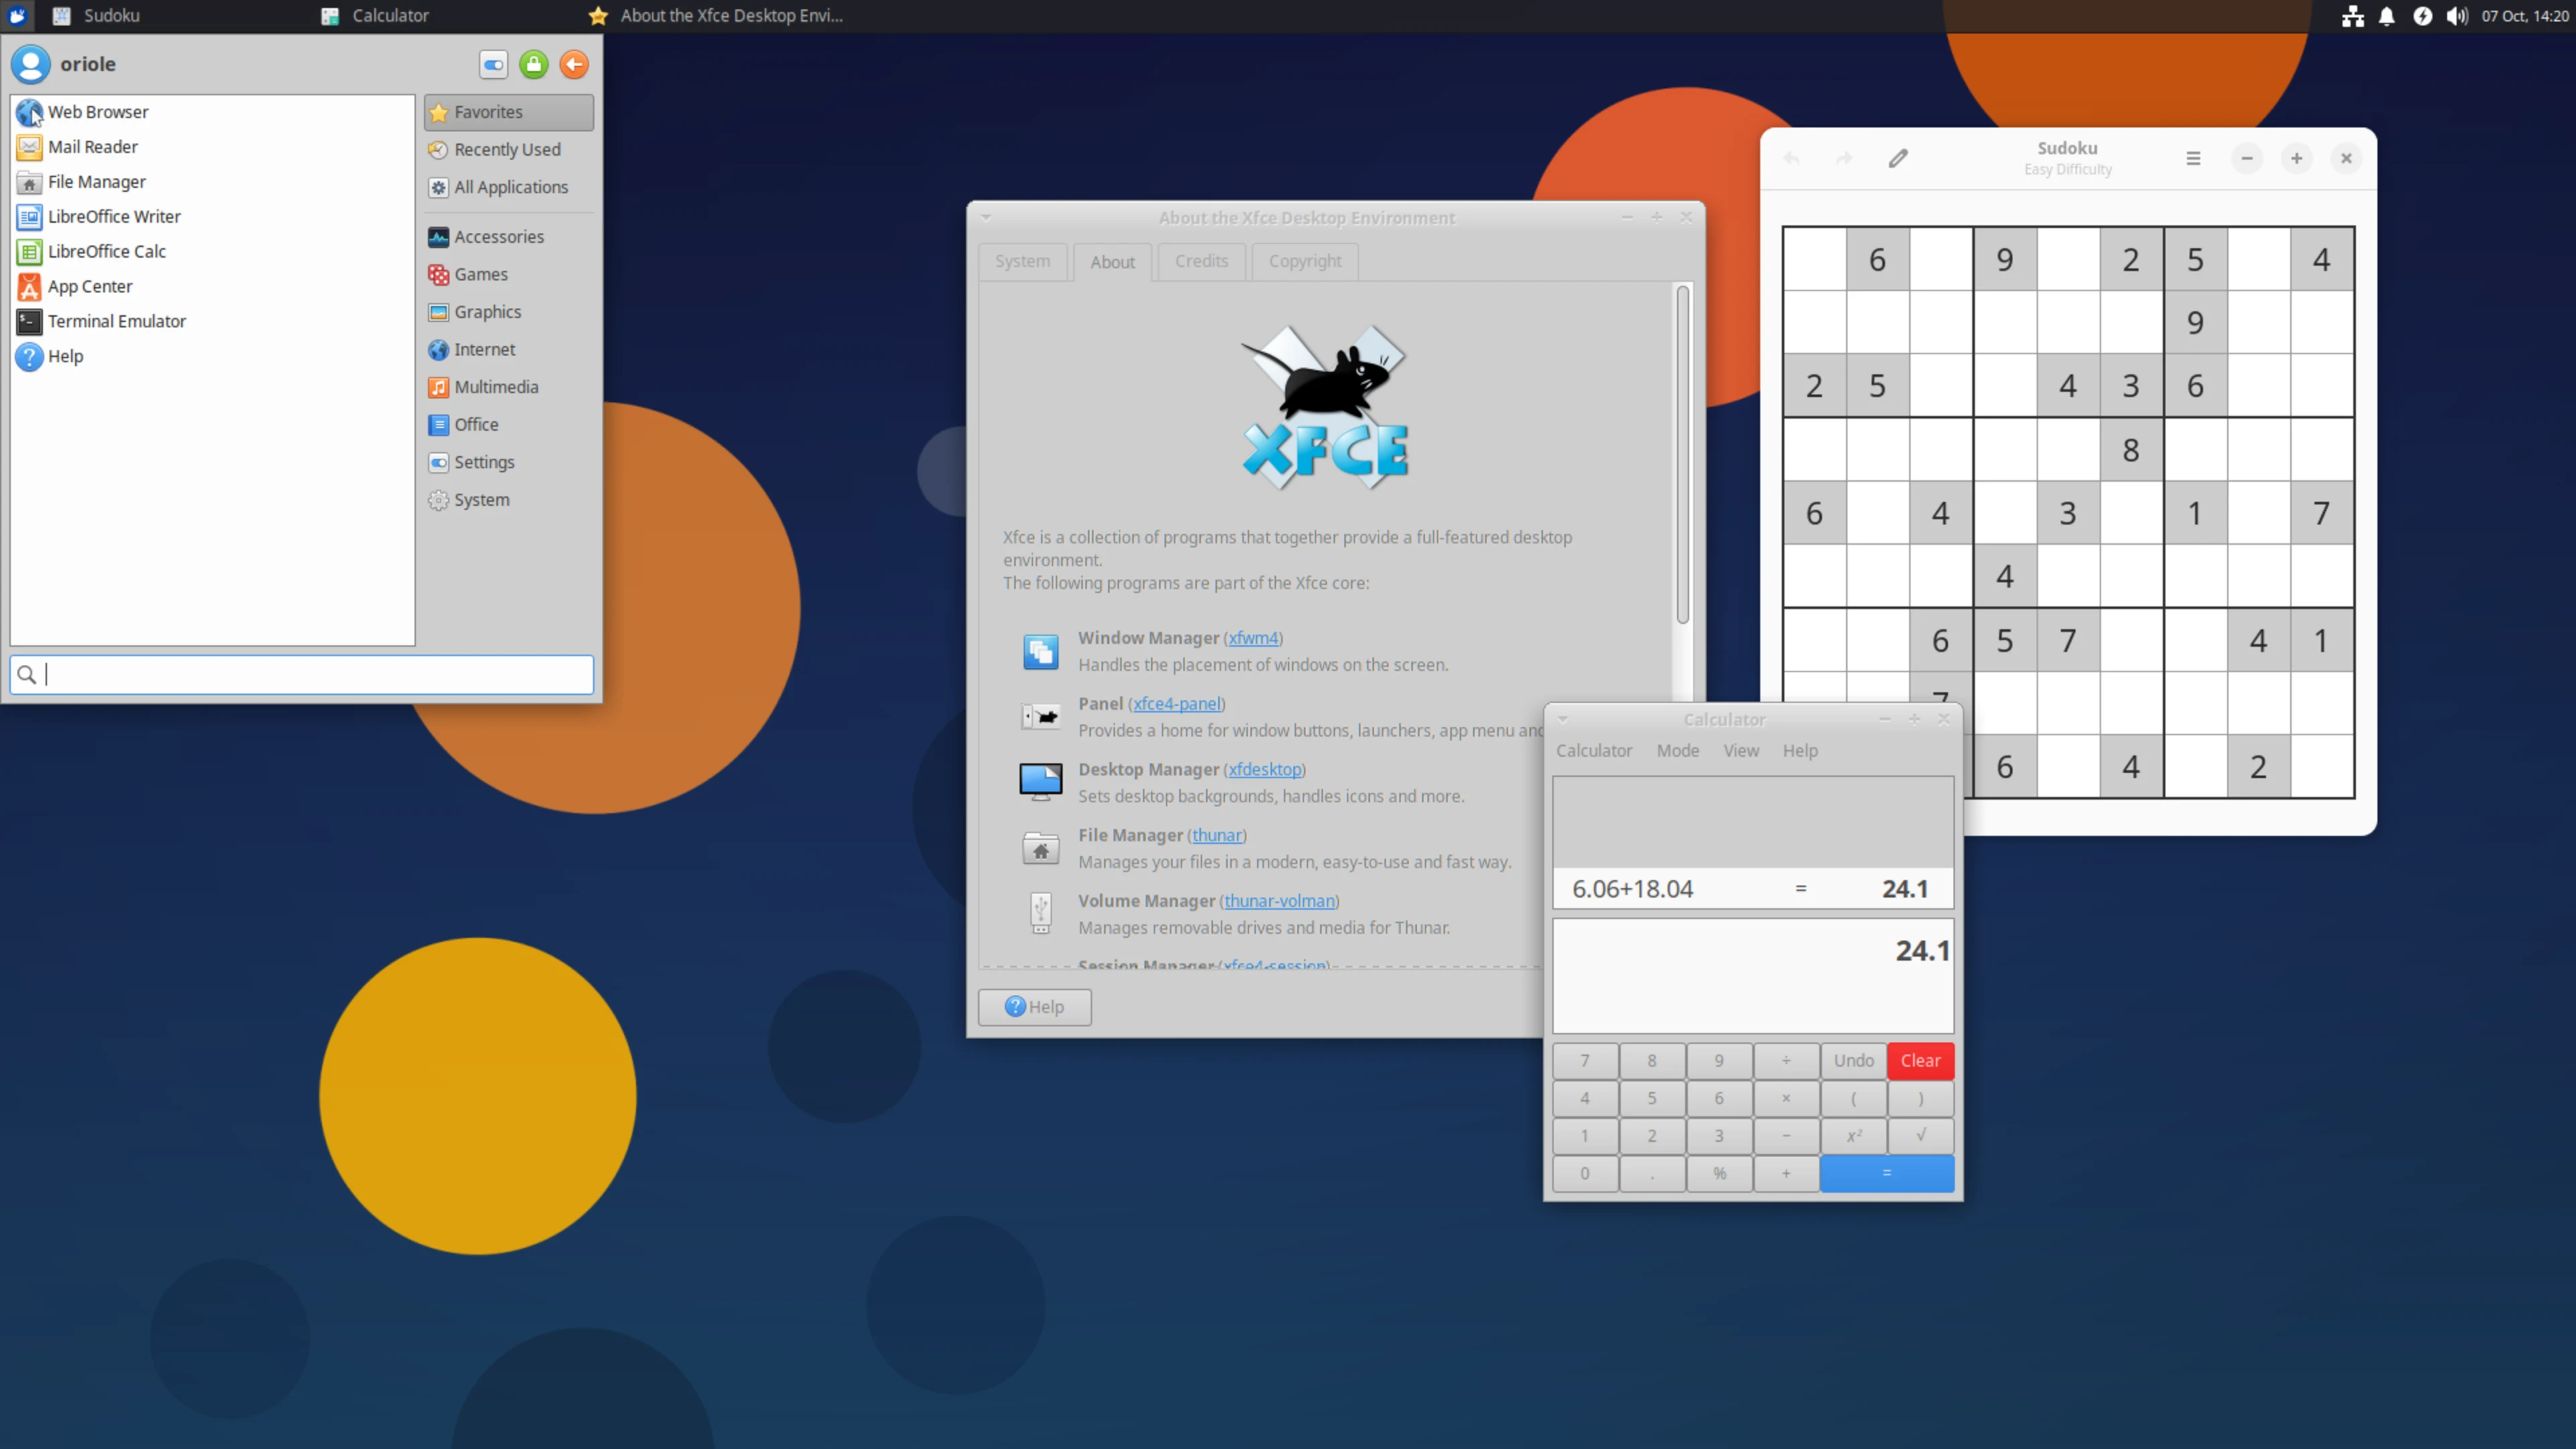 Sudoku
Calculator
About the Xfce Desktop Envi...
07 Oct, 14:20
oriole
Web Browser
Mail Reader
File Manager
LibreOffice Writer
LibreOffice Calc
App Center
Terminal Emulator
Help
Favorites
Recently Used
All Applications
Accessories
Games
Graphics
Internet
Multimedia
Office
Settings
System
About the Xfce Desktop Environment
System About Credits Copyright
XFCE
Xfce is a collection of programs that together provide a full-featured desktop
environment.
The following programs are part of the Xfce core:
Window Manager (xfwm4)
Handles the placement of windows on the screen.
Panel (xfce4-panel)
Provides a home for window buttons, launchers, app menu and
Desktop Manager (xfdesktop)
Sets desktop backgrounds, handles icons and more.
File Manager (thunar)
Manages your files in a modern, easy-to-use and fast way.
Volume Manager (thunar-volman)
Manages removable drives and media for Thunar.
Session Manager (xfce4-session)
Help
Sudoku
Easy Difficulty
6 9 2 5 4
9
2 5 4 3 6
8
6 4 3 1 7
4
6 5 7 4 1
7
6 4 2
Calculator
Calculator Mode View Help
6.06+18.04 = 24.1
24.1
7 8 9 ÷ Undo Clear
4 5 6 × ( )
1 2 3 − x² √
0 . % + =